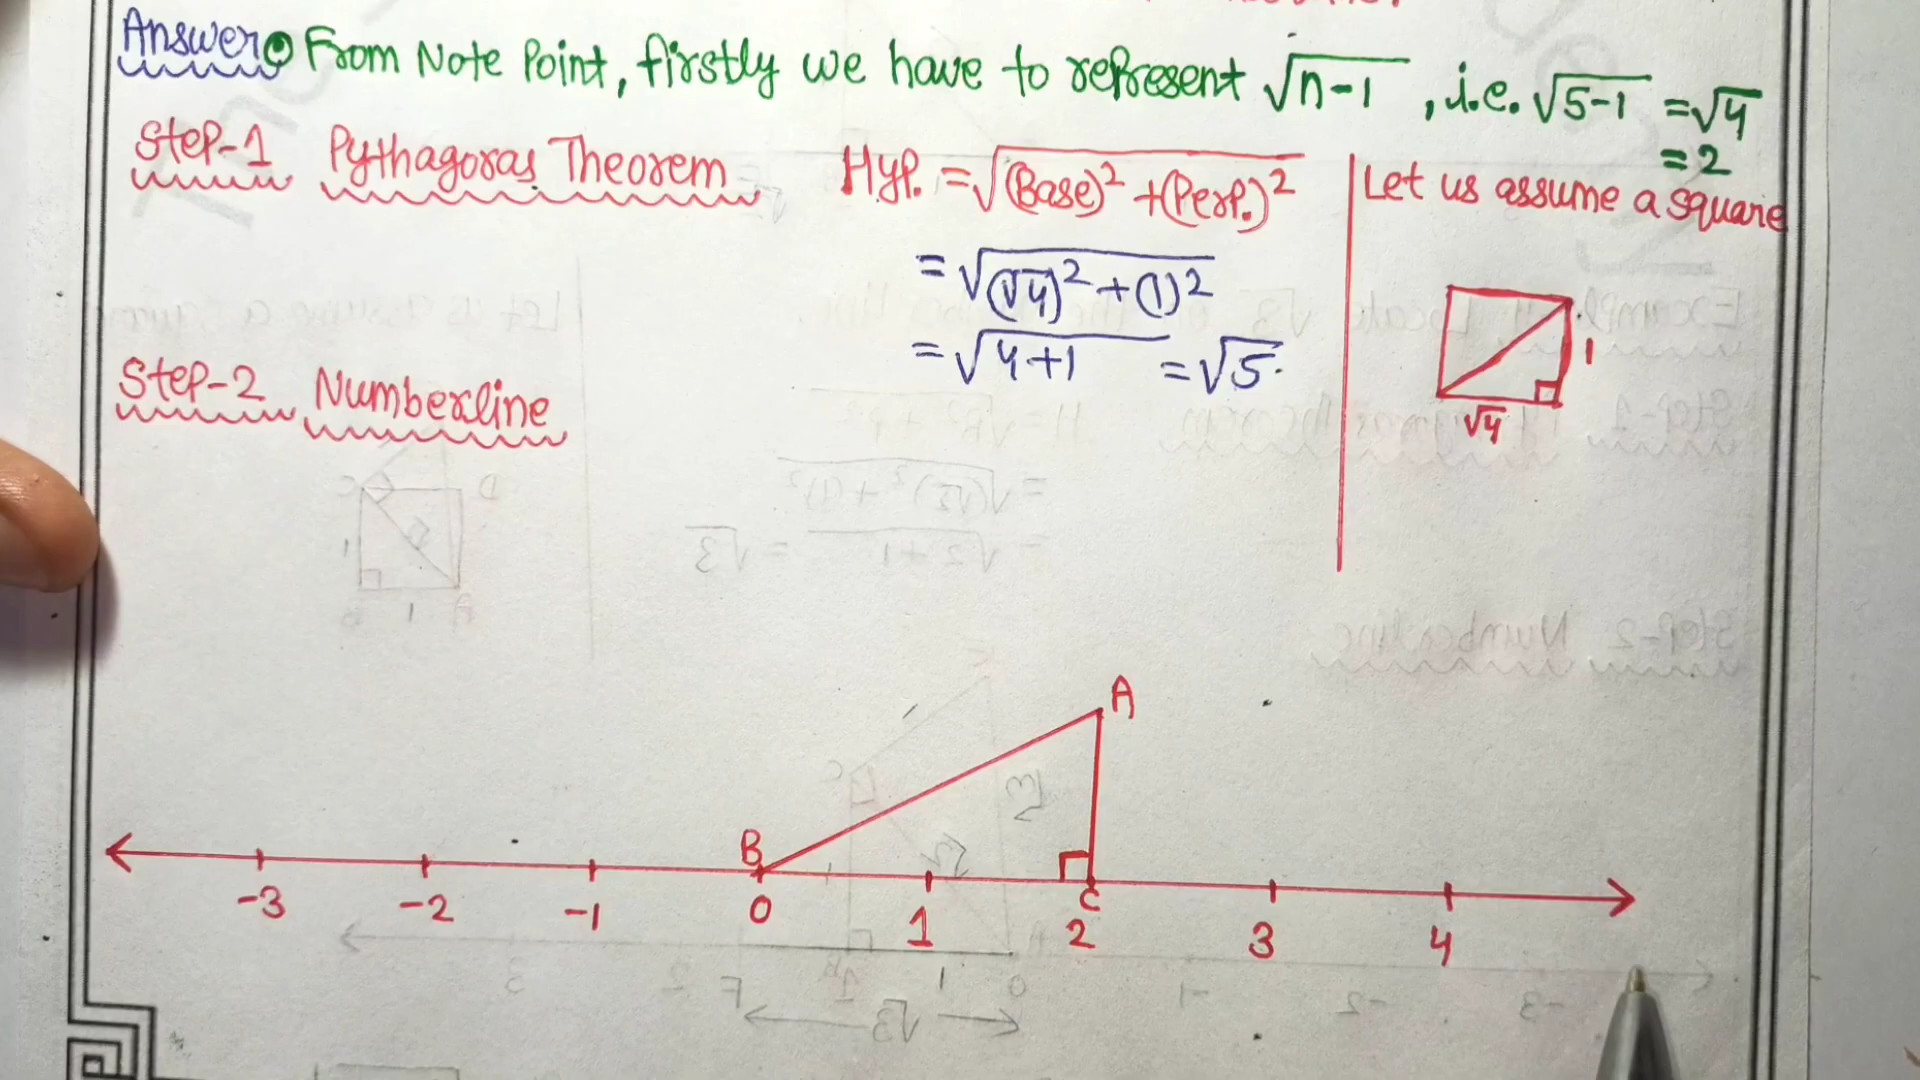 Answer: From Note Point, firstly we have to represent √n-1, i.e. √5-1 = √4
= 2
Step-1 Pythagoras Theorem
Hyp. = √(Base)² + (Perp.)²
= √(√4)² + (1)²
= √4+1 = √5.
Let us assume a square
1
√4
Step-2 Numberline
A
B
C
-3 -2 -1 0 1 2 3 4